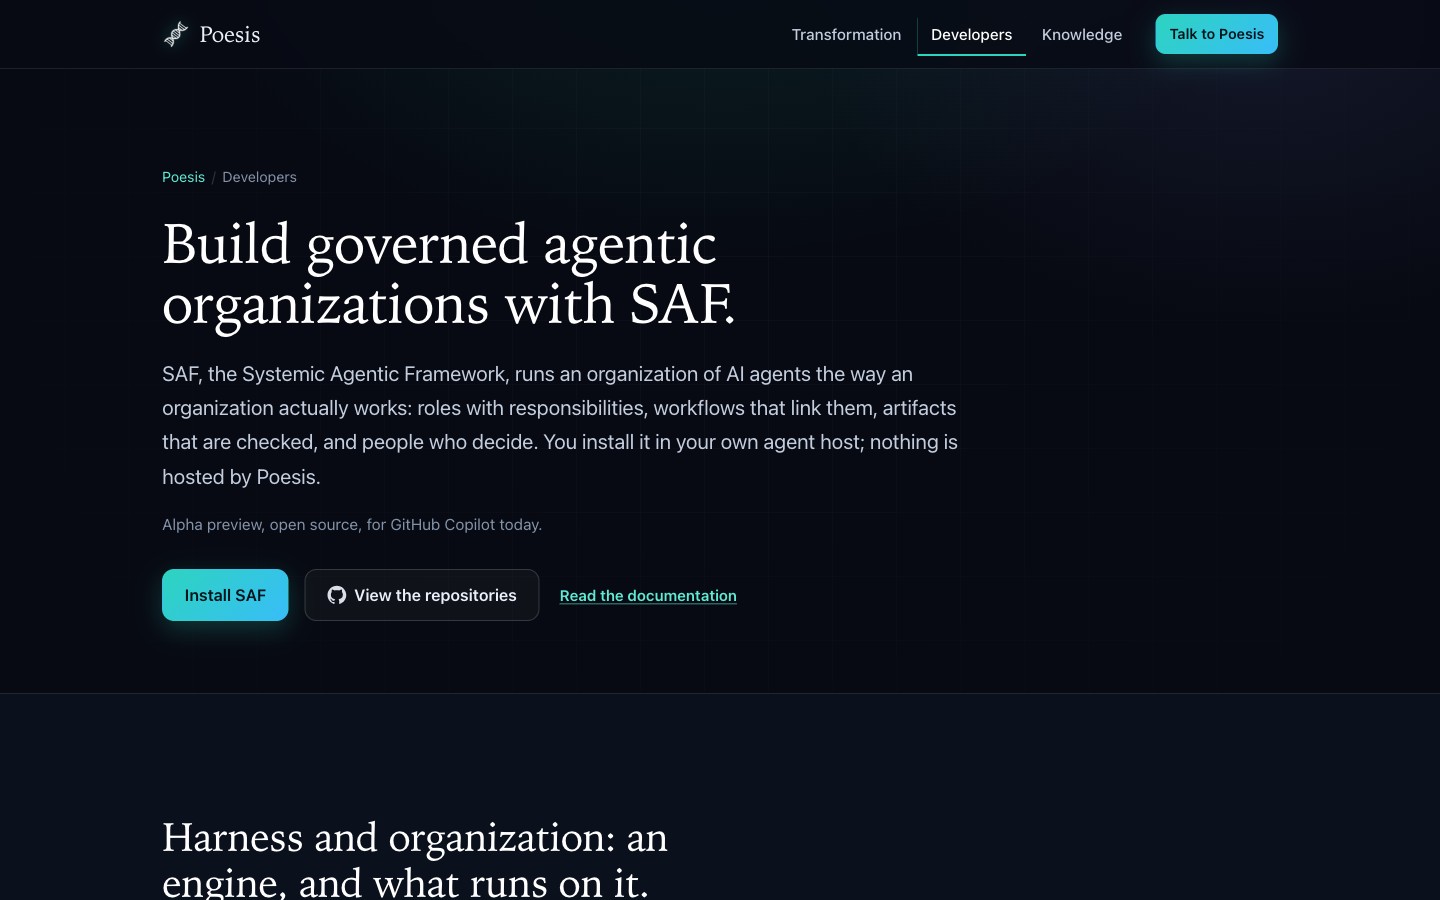 Poesis
Transformation
Developers
Knowledge
Talk to Poesis
Poesis / Developers
Build governed agentic
organizations with SAF.
SAF, the Systemic Agentic Framework, runs an organization of AI agents the way an
organization actually works: roles with responsibilities, workflows that link them, artifacts
that are checked, and people who decide. You install it in your own agent host; nothing is
hosted by Poesis.
Alpha preview, open source, for GitHub Copilot today.
Install SAF
View the repositories
Read the documentation
Harness and organization: an
engine, and what runs on it.